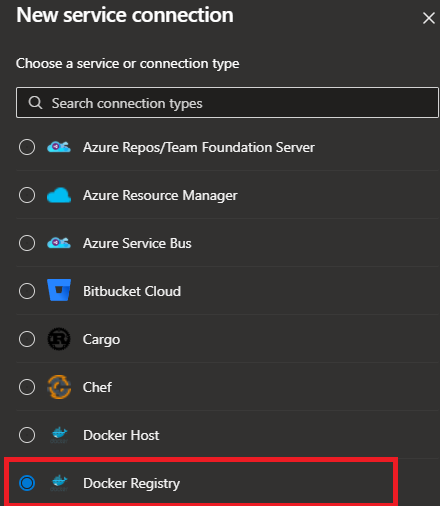 New service connection
Choose a service or connection type
Search connection types
Azure Repos/Team Foundation Server
Azure Resource Manager
Azure Service Bus
Bitbucket Cloud
Cargo
Chef
Docker Host
Docker Registry